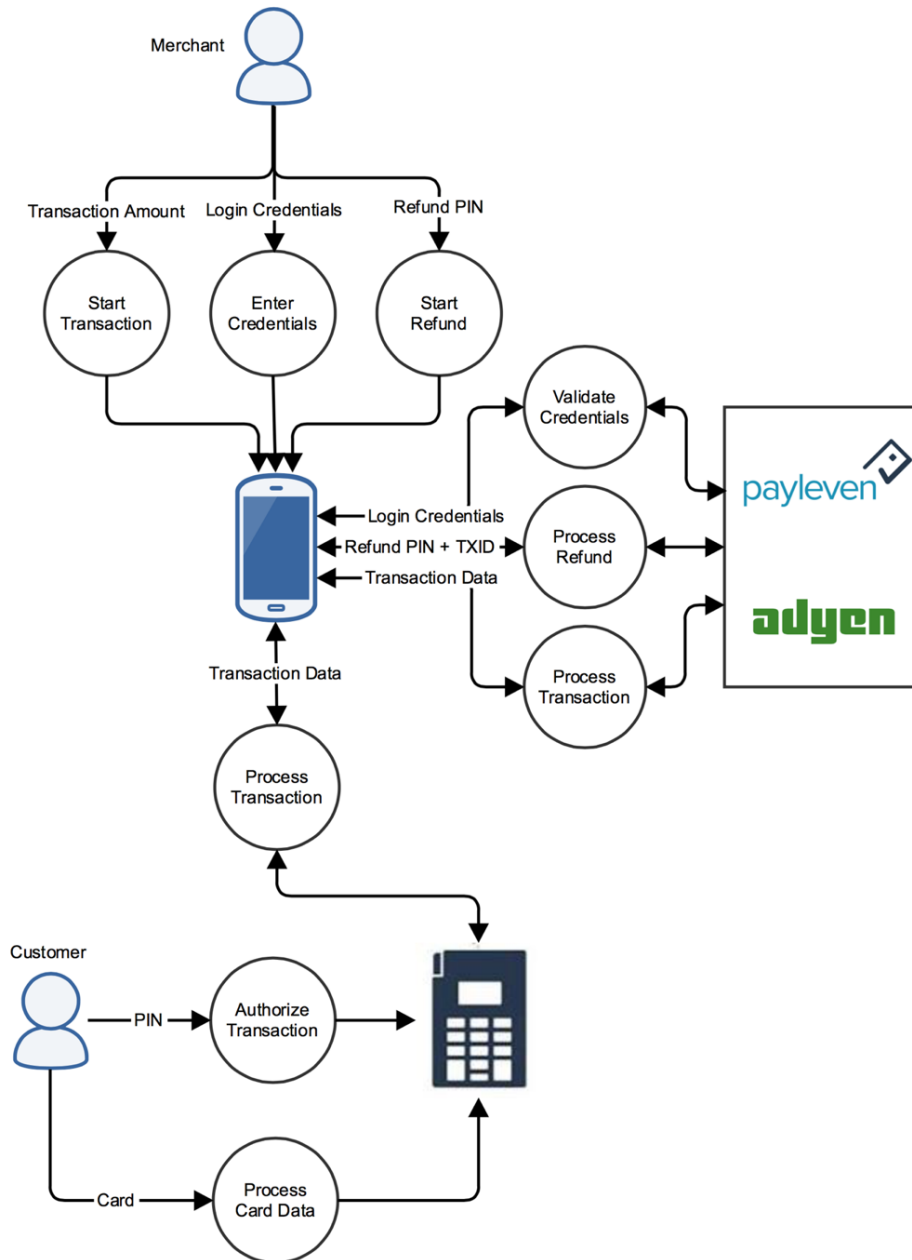 Merchant
Transaction Amount
Login Credentials
Refund PIN
Start
Transaction
Enter
Credentials
Start
Refund
Validate
Credentials
payleven
Login Credentials
Refund PIN + TXID
Process
Refund
Transaction Data
adyen
Process
Transaction
Transaction Data
Process
Transaction
Customer
PIN
Authorize
Transaction
Card
Process
Card Data